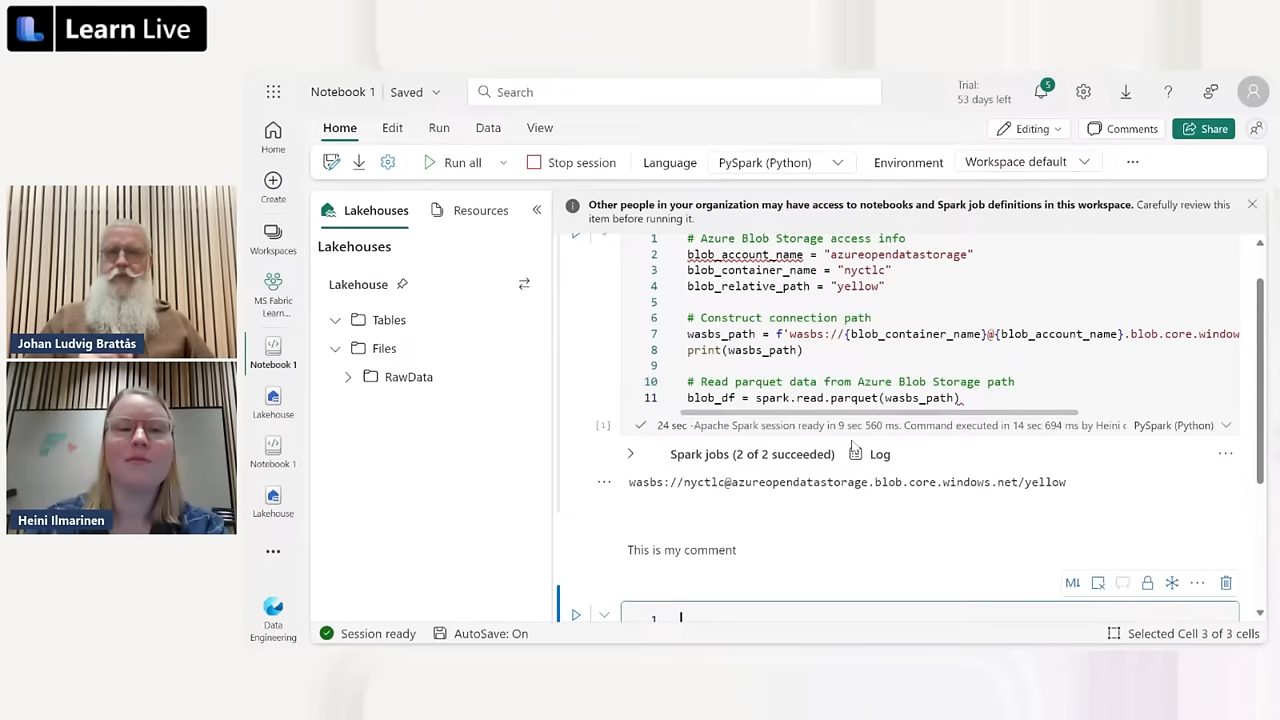 Learn Live
Notebook 1
Saved
Search
Trial:
53 days left
5
Home
Edit
Run
Data
View
Editing
Comments
Share
Run all
Stop session
Language
PySpark (Python)
Environment
Workspace default
Home
Create
Workspaces
MS Fabric
Learn...
Notebook 1
Lakehouse
Notebook 1
Lakehouse
Data
Engineering
Lakehouses
Resources
Lakehouses
Lakehouse
Tables
Files
RawData
Other people in your organization may have access to notebooks and Spark job definitions in this workspace. Carefully review this
item before running it.
1 # Azure Blob Storage access info
2 blob_account_name = "azureopendatastorage"
3 blob_container_name = "nyctlc"
4 blob_relative_path = "yellow"
5
6 # Construct connection path
7 wasbs_path = f'wasbs://{blob_container_name}@{blob_account_name}.blob.core.window
8 print(wasbs_path)
9
10 # Read parquet data from Azure Blob Storage path
11 blob_df = spark.read.parquet(wasbs_path)
[1]
24 sec -Apache Spark session ready in 9 sec 560 ms. Command executed in 14 sec 694 ms by Heini
PySpark (Python)
Spark jobs (2 of 2 succeeded)
Log
wasbs://nyctlc@azureopendatastorage.blob.core.windows.net/yellow
This is my comment
M↓
1
Session ready
AutoSave: On
Selected Cell 3 of 3 cells
Johan Ludvig Brattås
Heini Ilmarinen